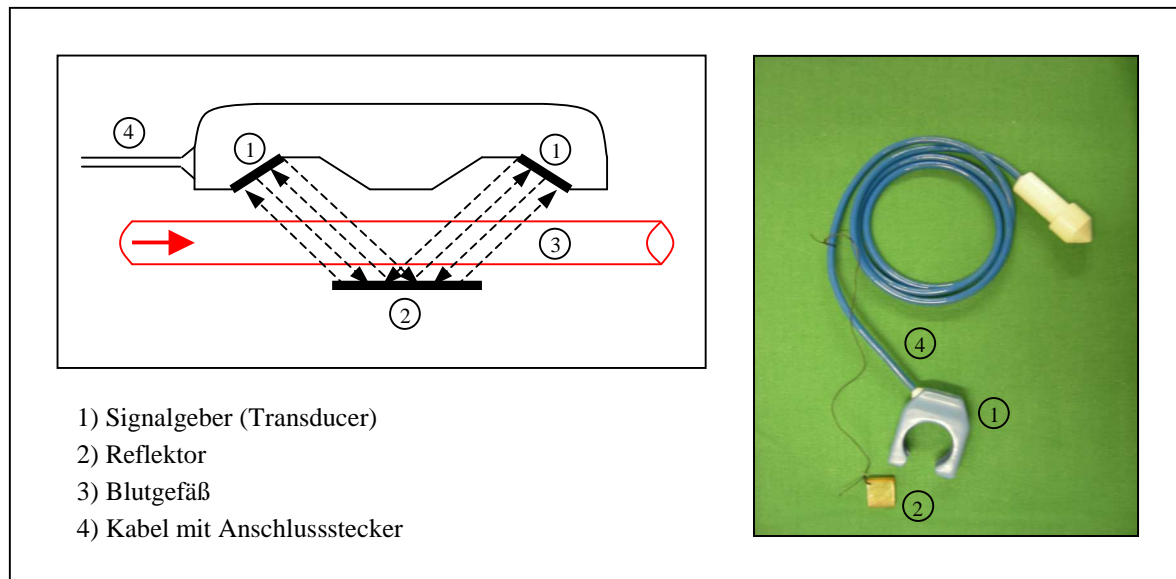 4
1
1
3
2
1) Signalgeber (Transducer)
2) Reflektor
3) Blutgefäß
4) Kabel mit Anschlussstecker
4
1
2